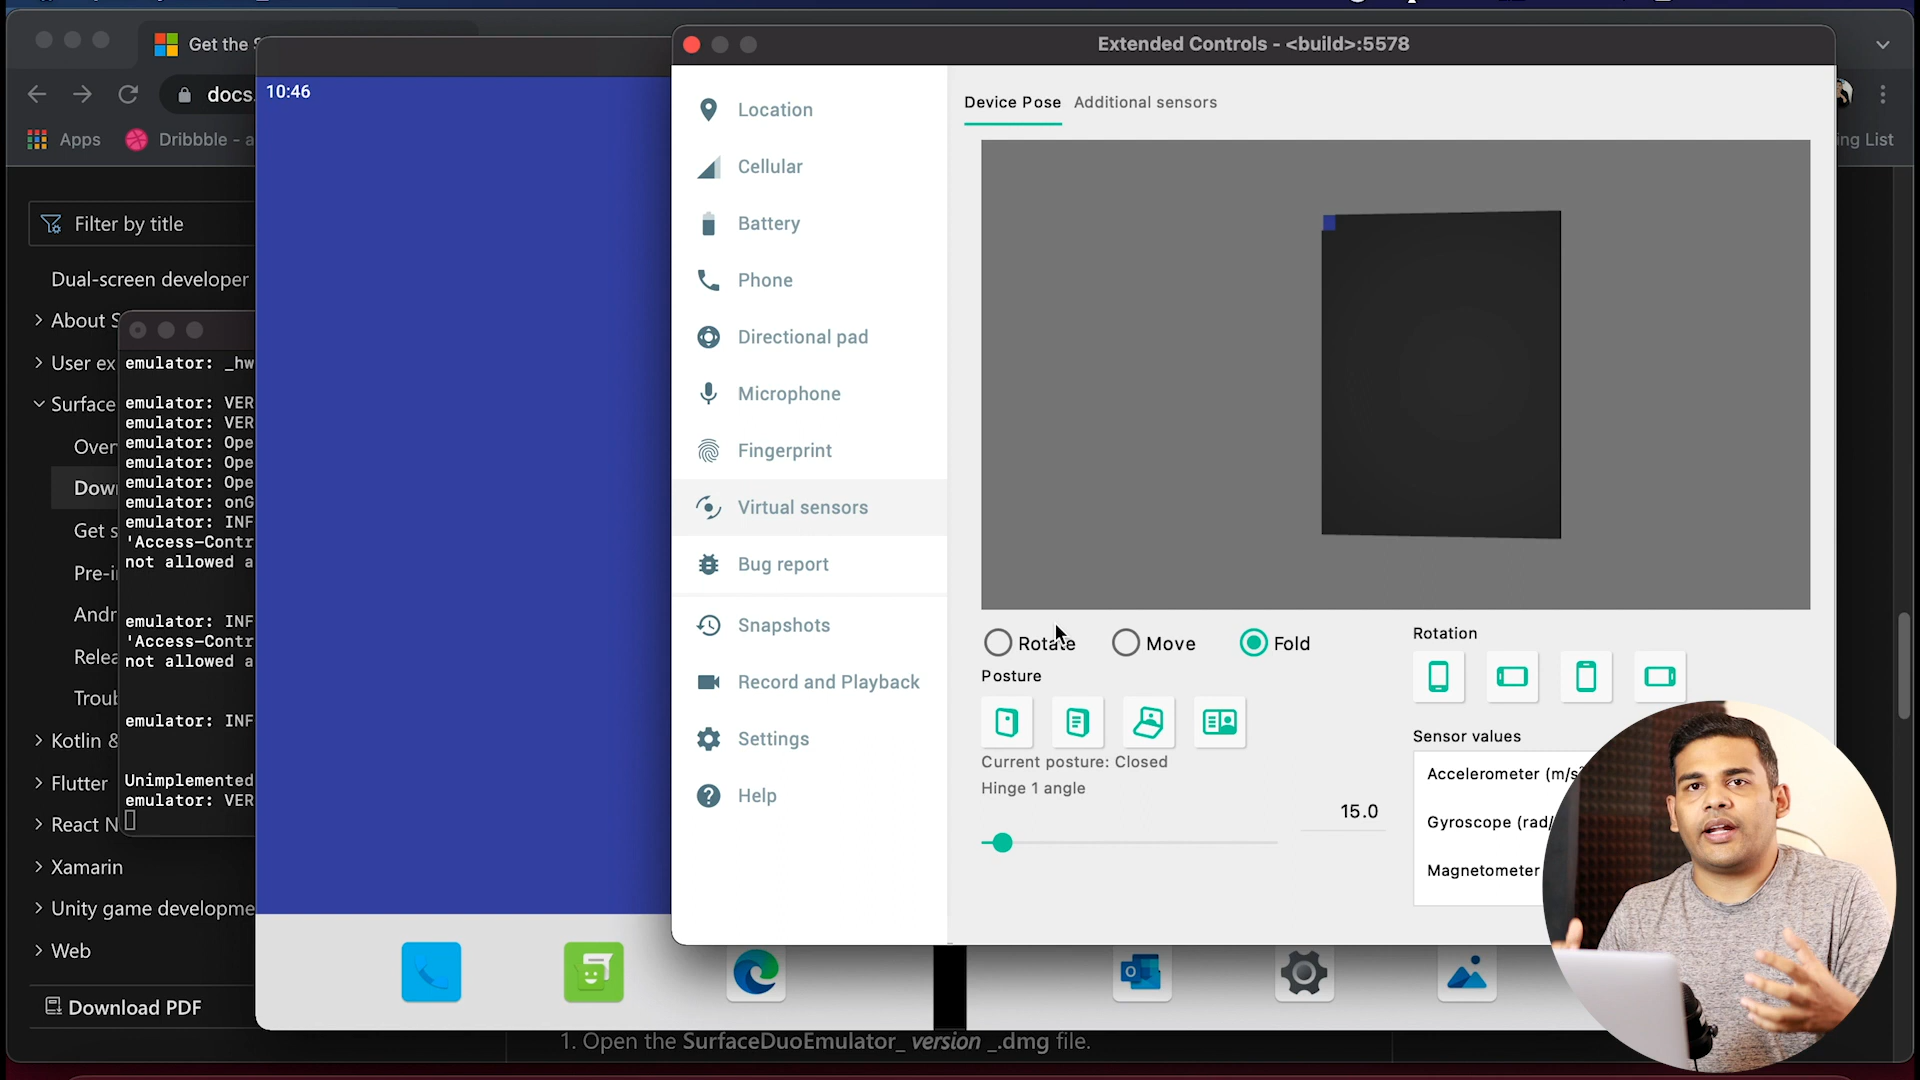 Extended Controls - <build>:5578
Get the S
docs.
Apps
Dribbble - a
ing List
10:46
Filter by title
Dual-screen developer
About S
User ex
Surface
Over
Dow
Get s
Pre-i
Andr
Relea
Trouk
Kotlin &
Flutter
React N
Xamarin
Unity game developme
Web
Download PDF
emulator: _hw
emulator: VER
emulator: VER
emulator: Ope
emulator: Ope
emulator: Ope
emulator: onG
emulator: INF
'Access-Contr
not allowed a
emulator: INF
'Access-Contr
not allowed a
emulator: INF
Unimplemented
emulator: VER
Location
Cellular
Battery
Phone
Directional pad
Microphone
Fingerprint
Virtual sensors
Bug report
Snapshots
Record and Playback
Settings
Help
Device Pose Additional sensors
Rotate Move Fold
Posture
Current posture: Closed
Hinge 1 angle
15.0
Rotation
Sensor values
Accelerometer (m/s²
Gyroscope (rad/
Magnetometer
1. Open the SurfaceDuoEmulator_ version _.dmg file.